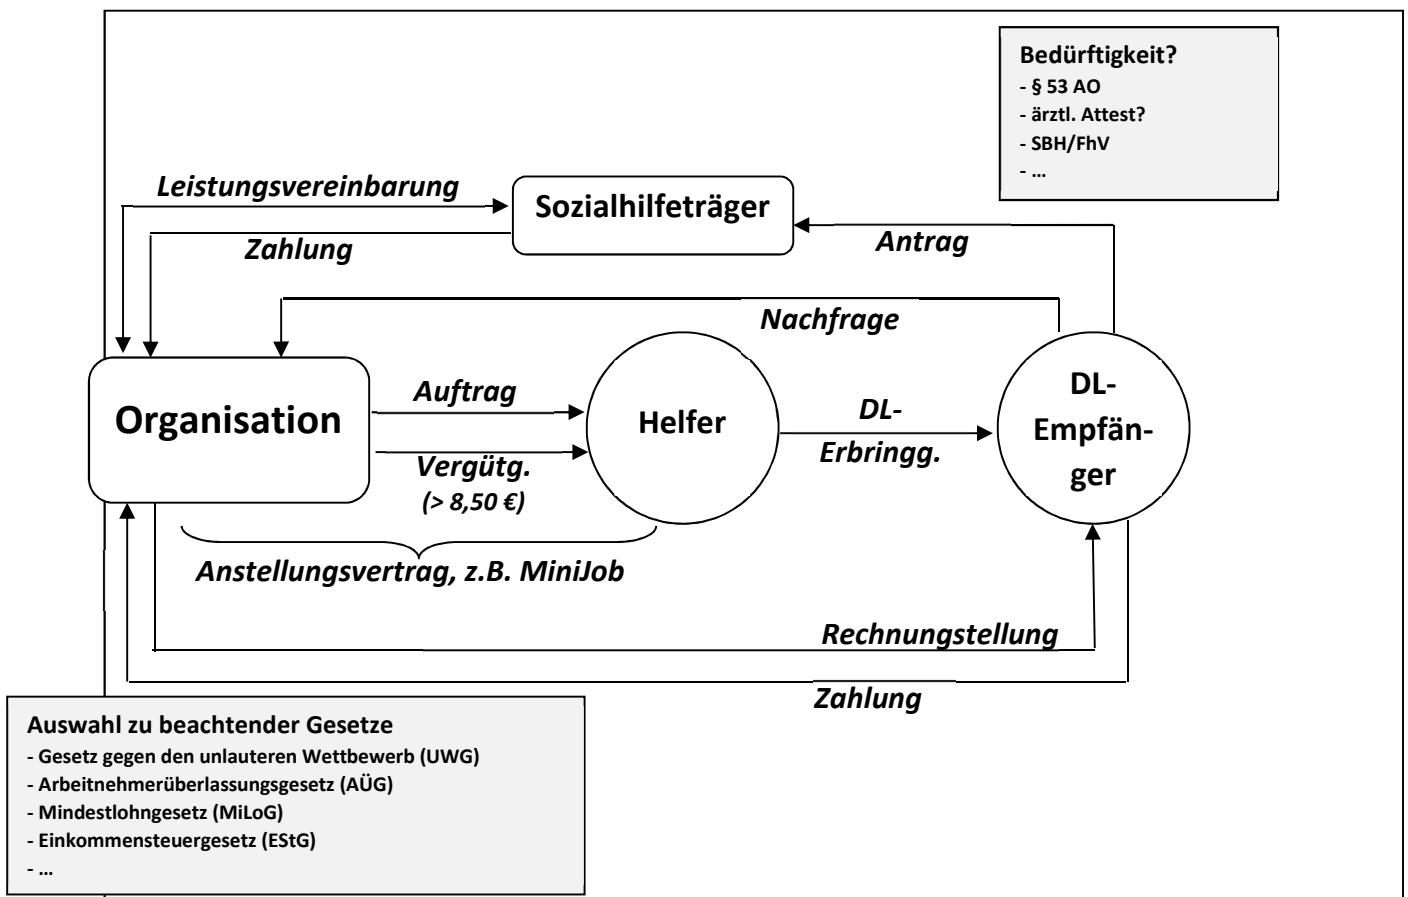 Bedürftigkeit?
- § 53 AO
- ärztl. Attest?
- SBH/FhV
- ...
Leistungsvereinbarung
Sozialhilfeträger
Zahlung
Antrag
Nachfrage
Organisation
Auftrag
Vergütg.
(> 8,50 €)
Helfer
DL-
Erbringg.
DL-
Empfän-
ger
Anstellungsvertrag, z.B. MiniJob
Rechnungstellung
Zahlung
Auswahl zu beachtender Gesetze
- Gesetz gegen den unlauteren Wettbewerb (UWG)
- Arbeitnehmerüberlassungsgesetz (AÜG)
- Mindestlohngesetz (MiLoG)
- Einkommensteuergesetz (EStG)
- ...